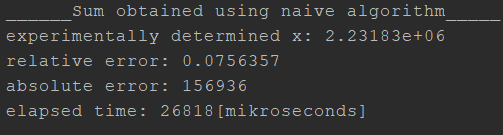 ______Sum obtained using naive algorithm_____
experimentally determined x: 2.23183e+06
relative error: 0.0756357
absolute error: 156936
elapsed time: 26818[mikroseconds]